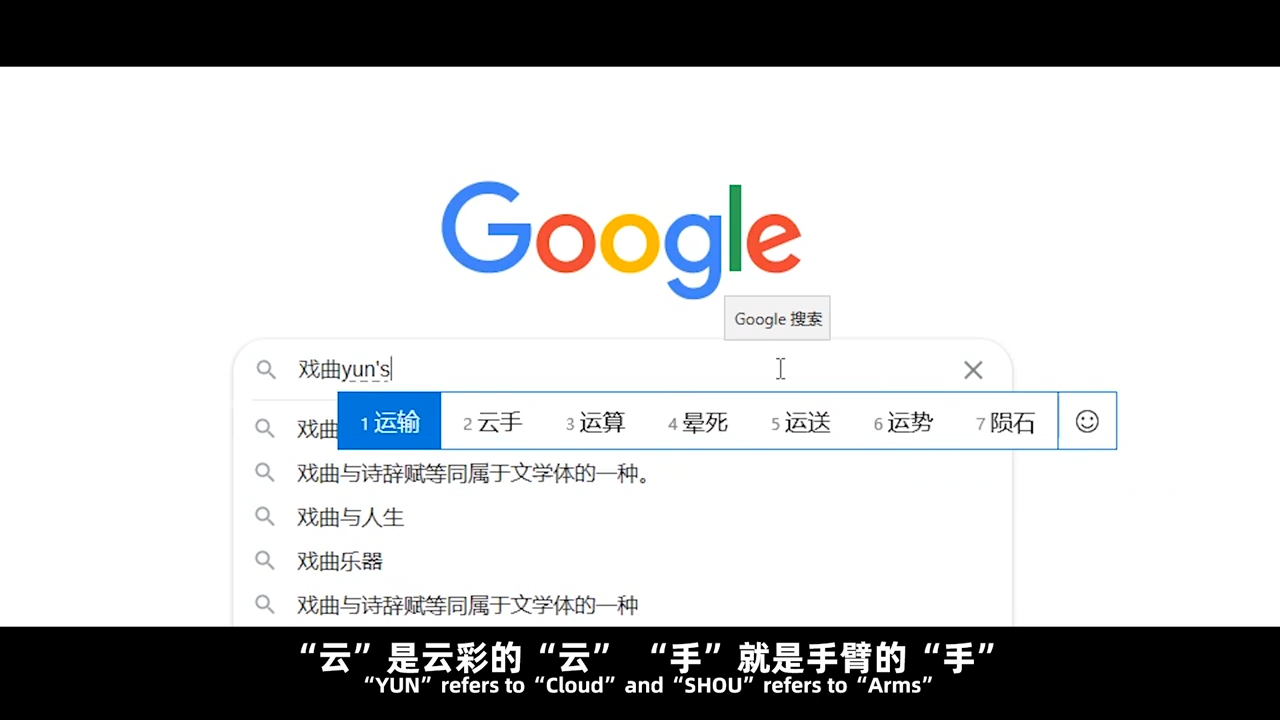 Google
Google 搜索
戏曲yun's
1 运输 2 云手 3 运算 4 晕死 5 运送 6 运势 7 陨石
戏曲
戏曲与诗辞赋等同属于文学体的一种。
戏曲与人生
戏曲乐器
戏曲与诗辞赋等同属于文学体的一种
“云”是云彩的“云” “手”就是手臂的“手”
“YUN” refers to “Cloud” and “SHOU” refers to “Arms”